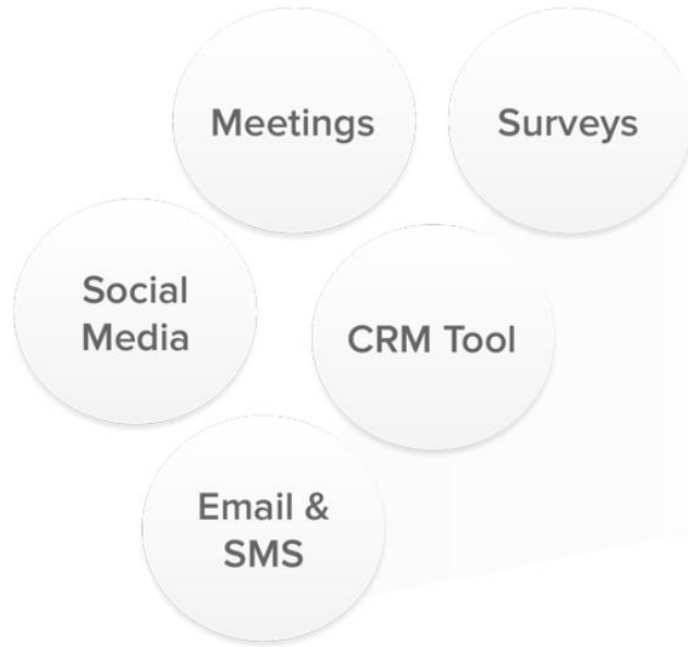 Meetings
Surveys
Social
Media
CRM Tool
Email &
SMS